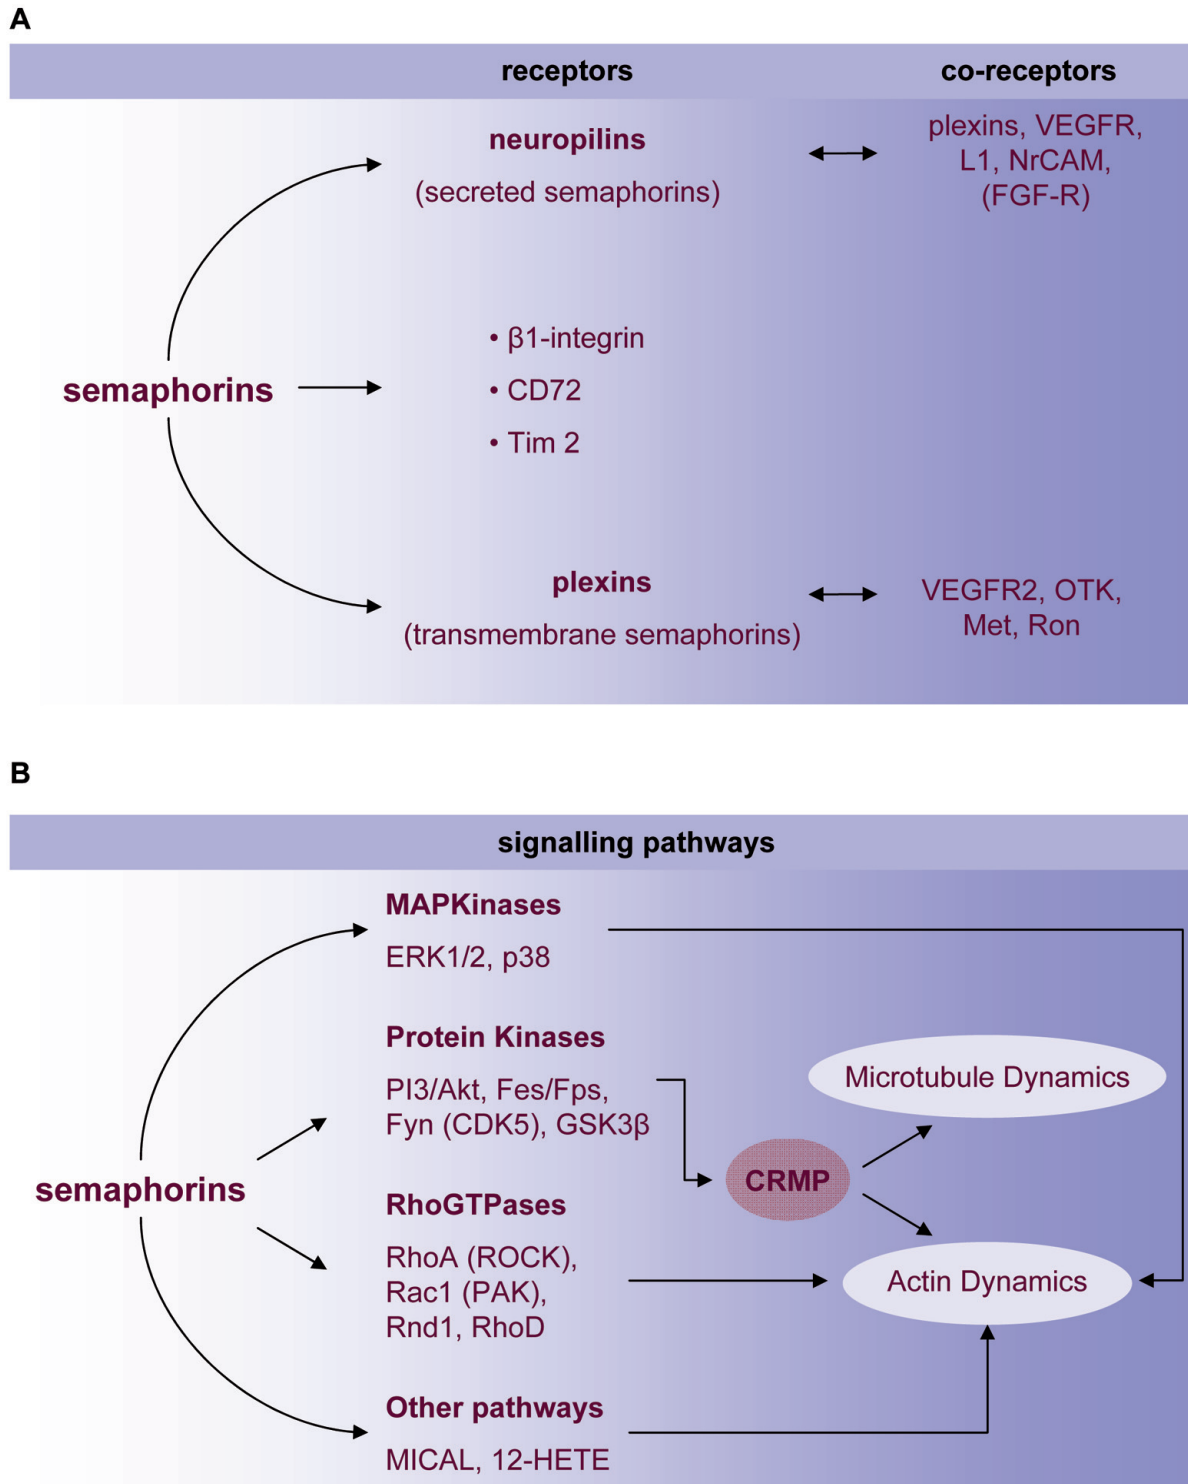 A
receptors co-receptors
neuropilins
(secreted semaphorins)
plexins, VEGFR,
L1, NrCAM,
(FGF-R)
• β1-integrin
semaphorins
• CD72
• Tim 2
plexins
(transmembrane semaphorins)
VEGFR2, OTK,
Met, Ron
B
signalling pathways
MAPKinases
ERK1/2, p38
Protein Kinases
PI3/Akt, Fes/Fps,
Fyn (CDK5), GSK3β
Microtubule Dynamics
semaphorins
CRMP
RhoGTPases
RhoA (ROCK),
Rac1 (PAK),
Rnd1, RhoD
Actin Dynamics
Other pathways
MICAL, 12-HETE